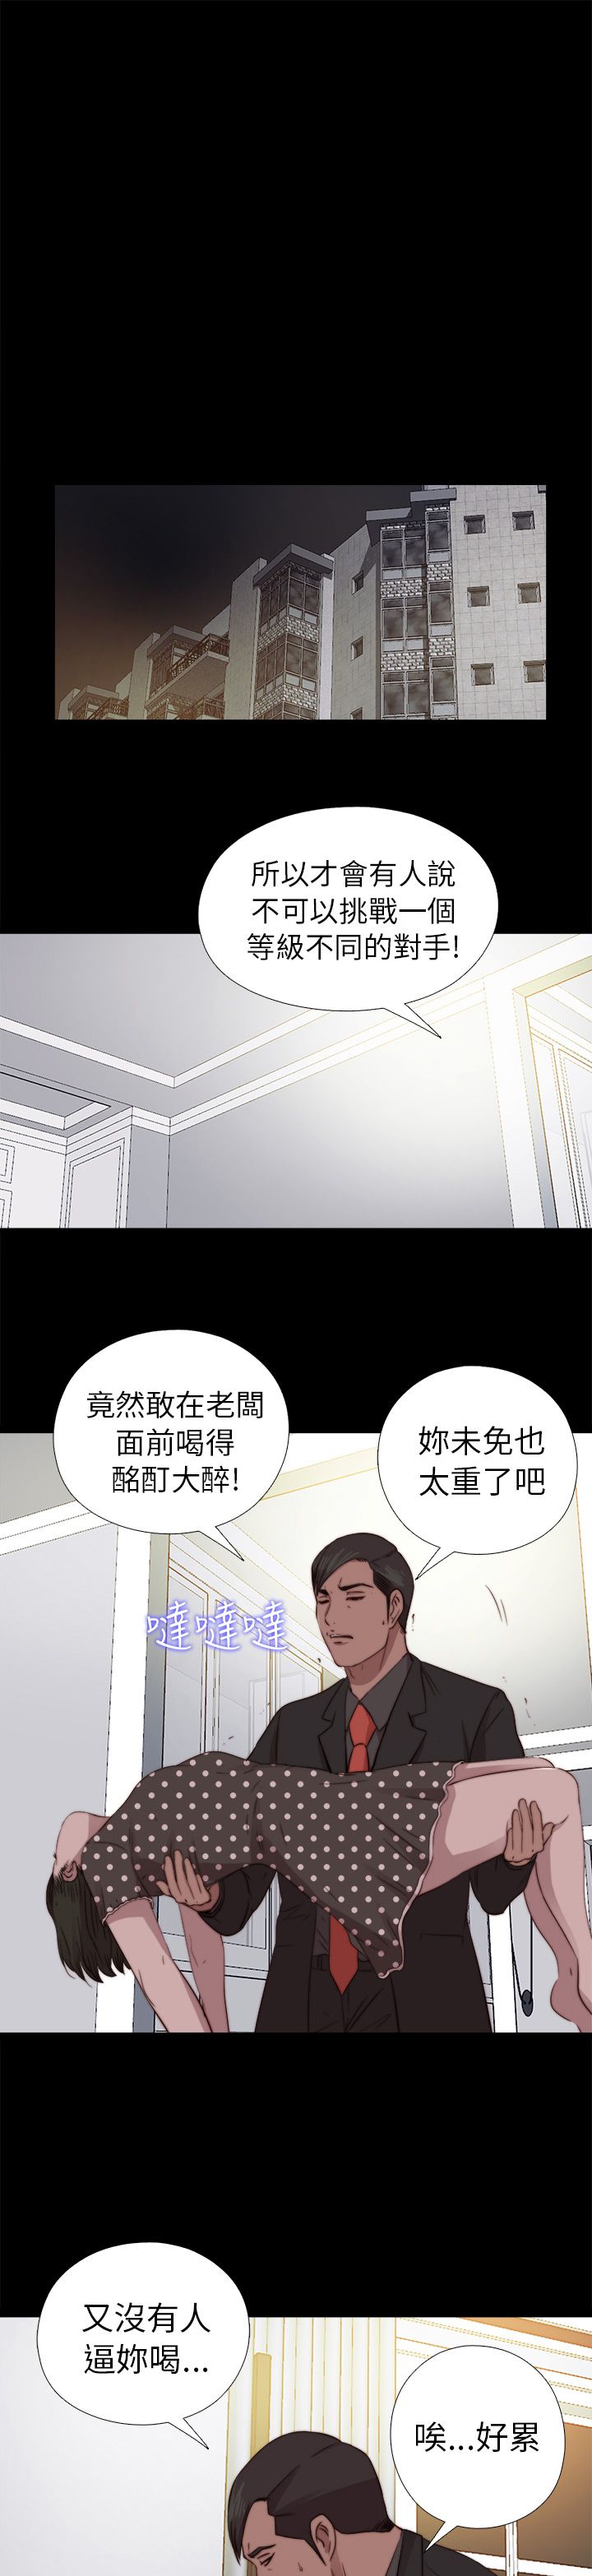 所以才會有人說
不可以挑戰一個
等級不同的對手!
竟然敢在老闆
面前喝得
酩酊大醉!
妳未免也
太重了吧
噠噠噠
又沒有人
逼妳喝...
唉...好累